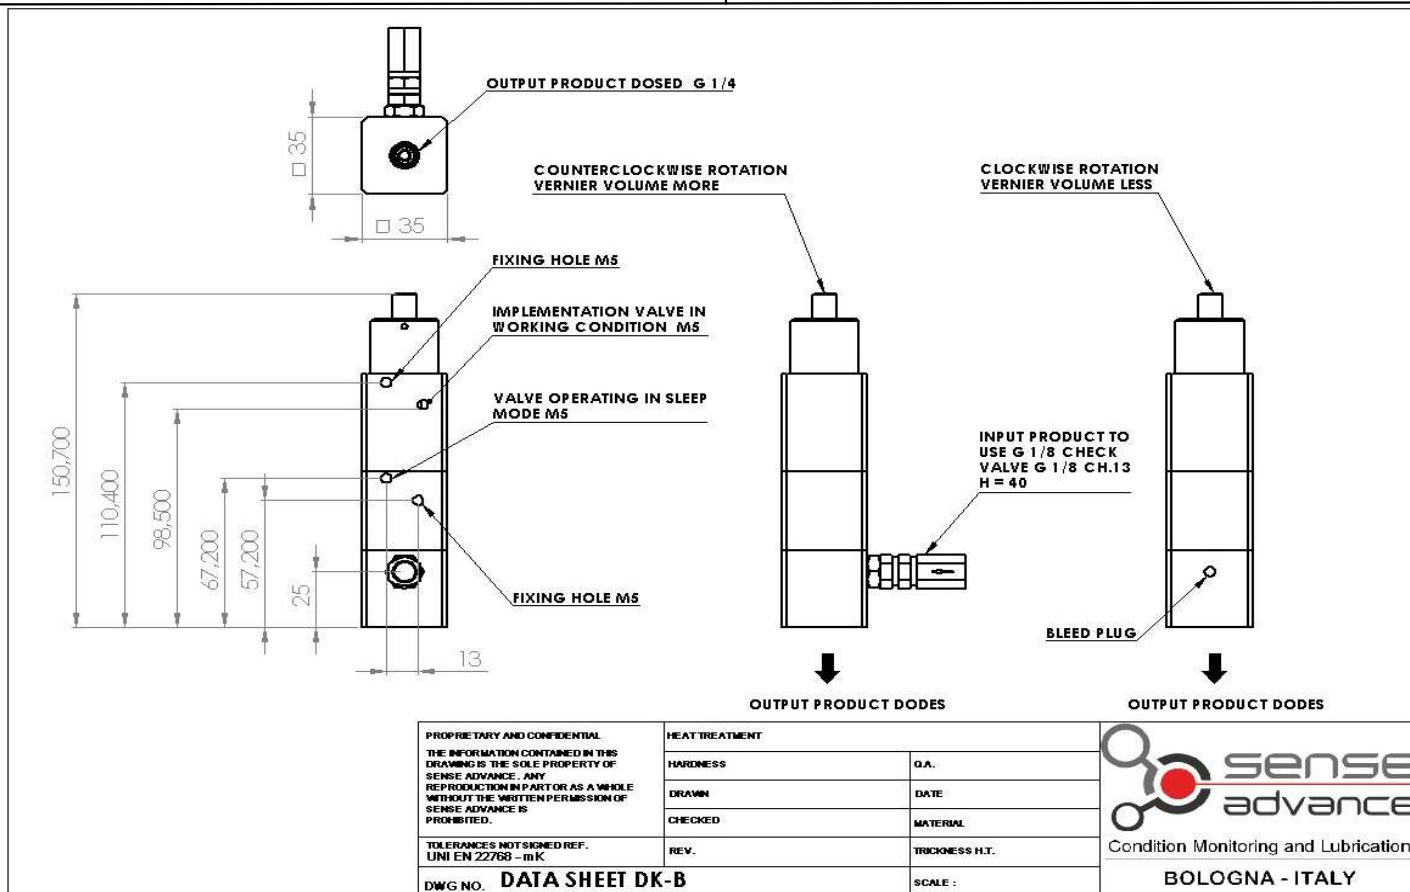 OUTPUT PRODUCT DOSED G 1/4
□ 35
□ 35
COUNTERCLOCKWISE ROTATION
VERNIER VOLUME MORE
CLOCKWISE ROTATION
VERNIER VOLUME LESS
FIXING HOLE M5
IMPLEMENTATION VALVE IN
WORKING CONDITION M5
VALVE OPERATING IN SLEEP
MODE M5
INPUT PRODUCT TO
USE G 1/8 CHECK
VALVE G 1/8 CH.13
H = 40
150,700
110,400
98,500
67,200
57,200
25
13
FIXING HOLE M5
BLEED PLUG
OUTPUT PRODUCT DODES
OUTPUT PRODUCT DODES
PROPRIETARY AND CONFIDENTIAL
THE INFORMATION CONTAINED IN THIS
DRAWING IS THE SOLE PROPERTY OF
SENSE ADVANCE. ANY
REPRODUCTION IN PART OR AS A WHOLE
WITHOUT THE WRITTEN PERMISSION OF
SENSE ADVANCE IS
PROHIBITED.
TOLERANCES NOT SIGNED REF.
UNI EN 22768 - mK
DWG NO. DATA SHEET DK-B
HEAT TREATMENT
HARDNESS
Q.A.
DRAWN
DATE
CHECKED
MATERIAL
REV.
TRICKNESS H.T.
SCALE :
sense
advance
Condition Monitoring and Lubrication
BOLOGNA - ITALY